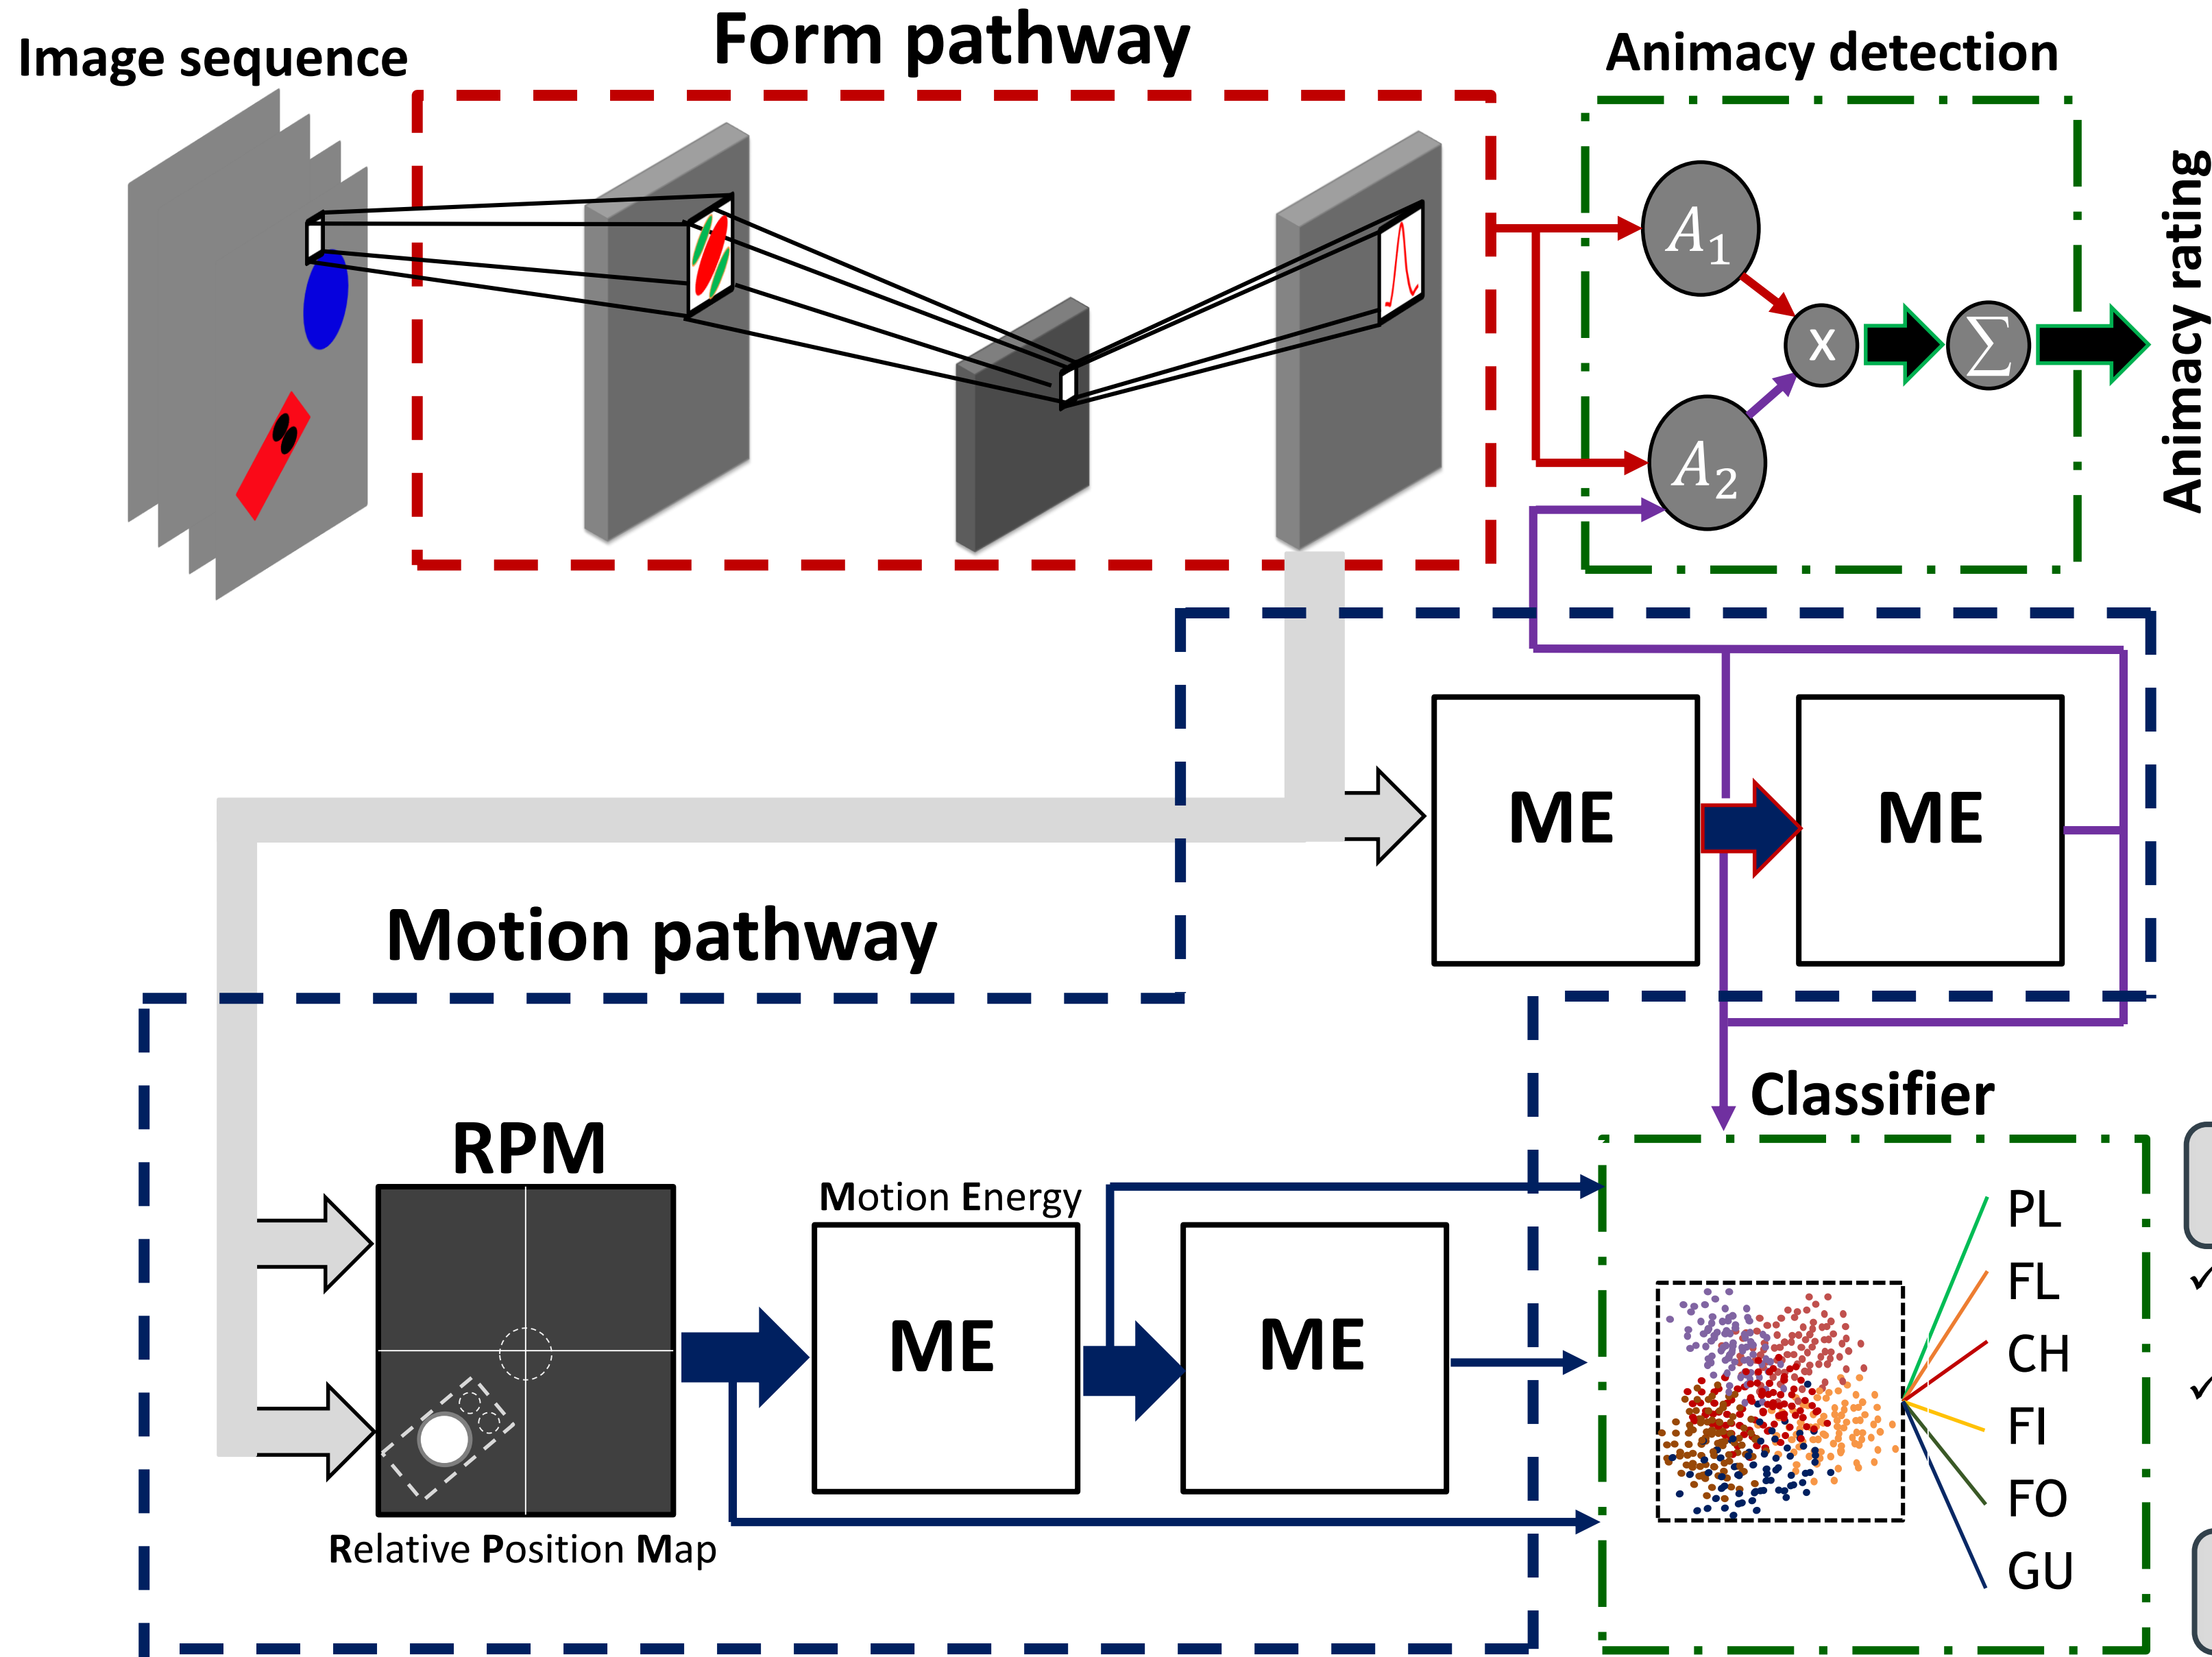 Form pathway
Image sequence
Animacy detection
A1
x
∑
A2
Animacy rating
ME
ME
Motion pathway
Classifier
RPM
Motion Energy
ME
ME
Relative Position Map
PL
FL
CH
FI
FO
GU